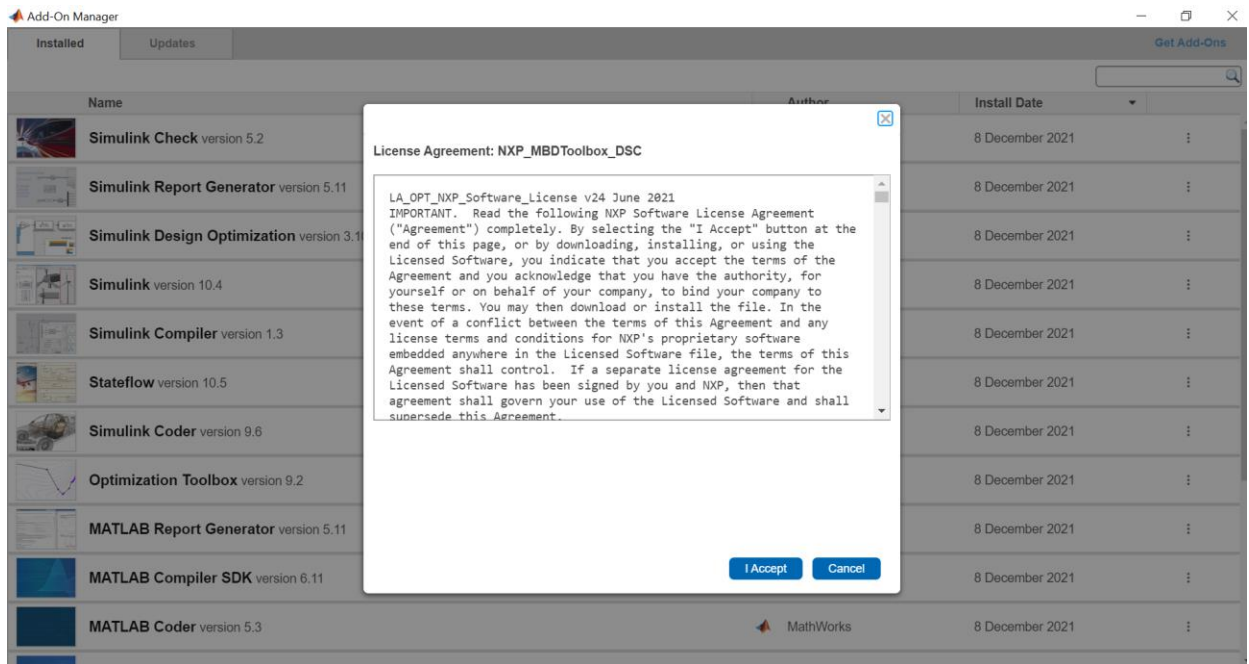 Add-On Manager
Installed Updates Get Add-Ons
Name Author Install Date
Simulink Check version 5.2 8 December 2021
License Agreement: NXP_MBDToolbox_DSC
Simulink Report Generator version 5.11 8 December 2021
LA_OPT_NXP_Software_License v24 June 2021
IMPORTANT. Read the following NXP Software License Agreement
("Agreement") completely. By selecting the "I Accept" button at the
end of this page, or by downloading, installing, or using the
Licensed Software, you indicate that you accept the terms of the
Agreement and you acknowledge that you have the authority, for
yourself or on behalf of your company, to bind your company to
these terms. You may then download or install the file. In the
event of a conflict between the terms of this Agreement and any
license terms and conditions for NXP's proprietary software
embedded anywhere in the Licensed Software file, the terms of this
Agreement shall control. If a separate license agreement for the
Licensed Software has been signed by you and NXP, then that
agreement shall govern your use of the Licensed Software and shall
supersede this Agreement.
Simulink Design Optimization version 3.1 8 December 2021
Simulink version 10.4 8 December 2021
Simulink Compiler version 1.3 8 December 2021
Stateflow version 10.5 8 December 2021
Simulink Coder version 9.6 8 December 2021
Optimization Toolbox version 9.2 8 December 2021
MATLAB Report Generator version 5.11 8 December 2021
I Accept Cancel
MATLAB Compiler SDK version 6.11 8 December 2021
MATLAB Coder version 5.3 MathWorks 8 December 2021